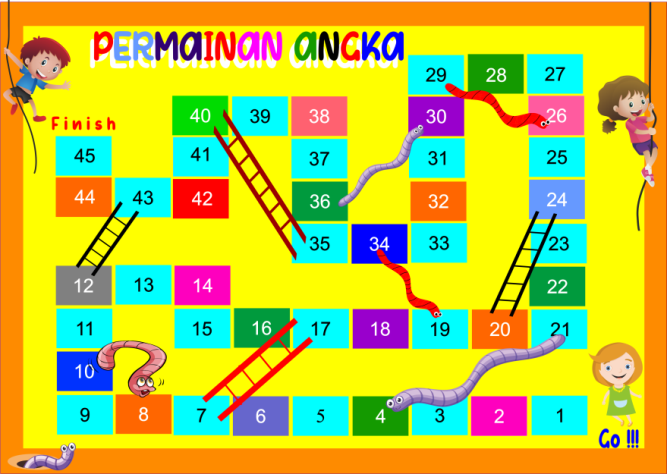 PERMAINAN ANGKA
29 28 27
40 39 38 30 26
Finish
45 41 37 31 25
44 43 42 36 32 24
35 34 33 23
12 13 14 22
11 15 16 17 18 19 20 21
10
9 8 7 6 5 4 3 2 1
Go !!!